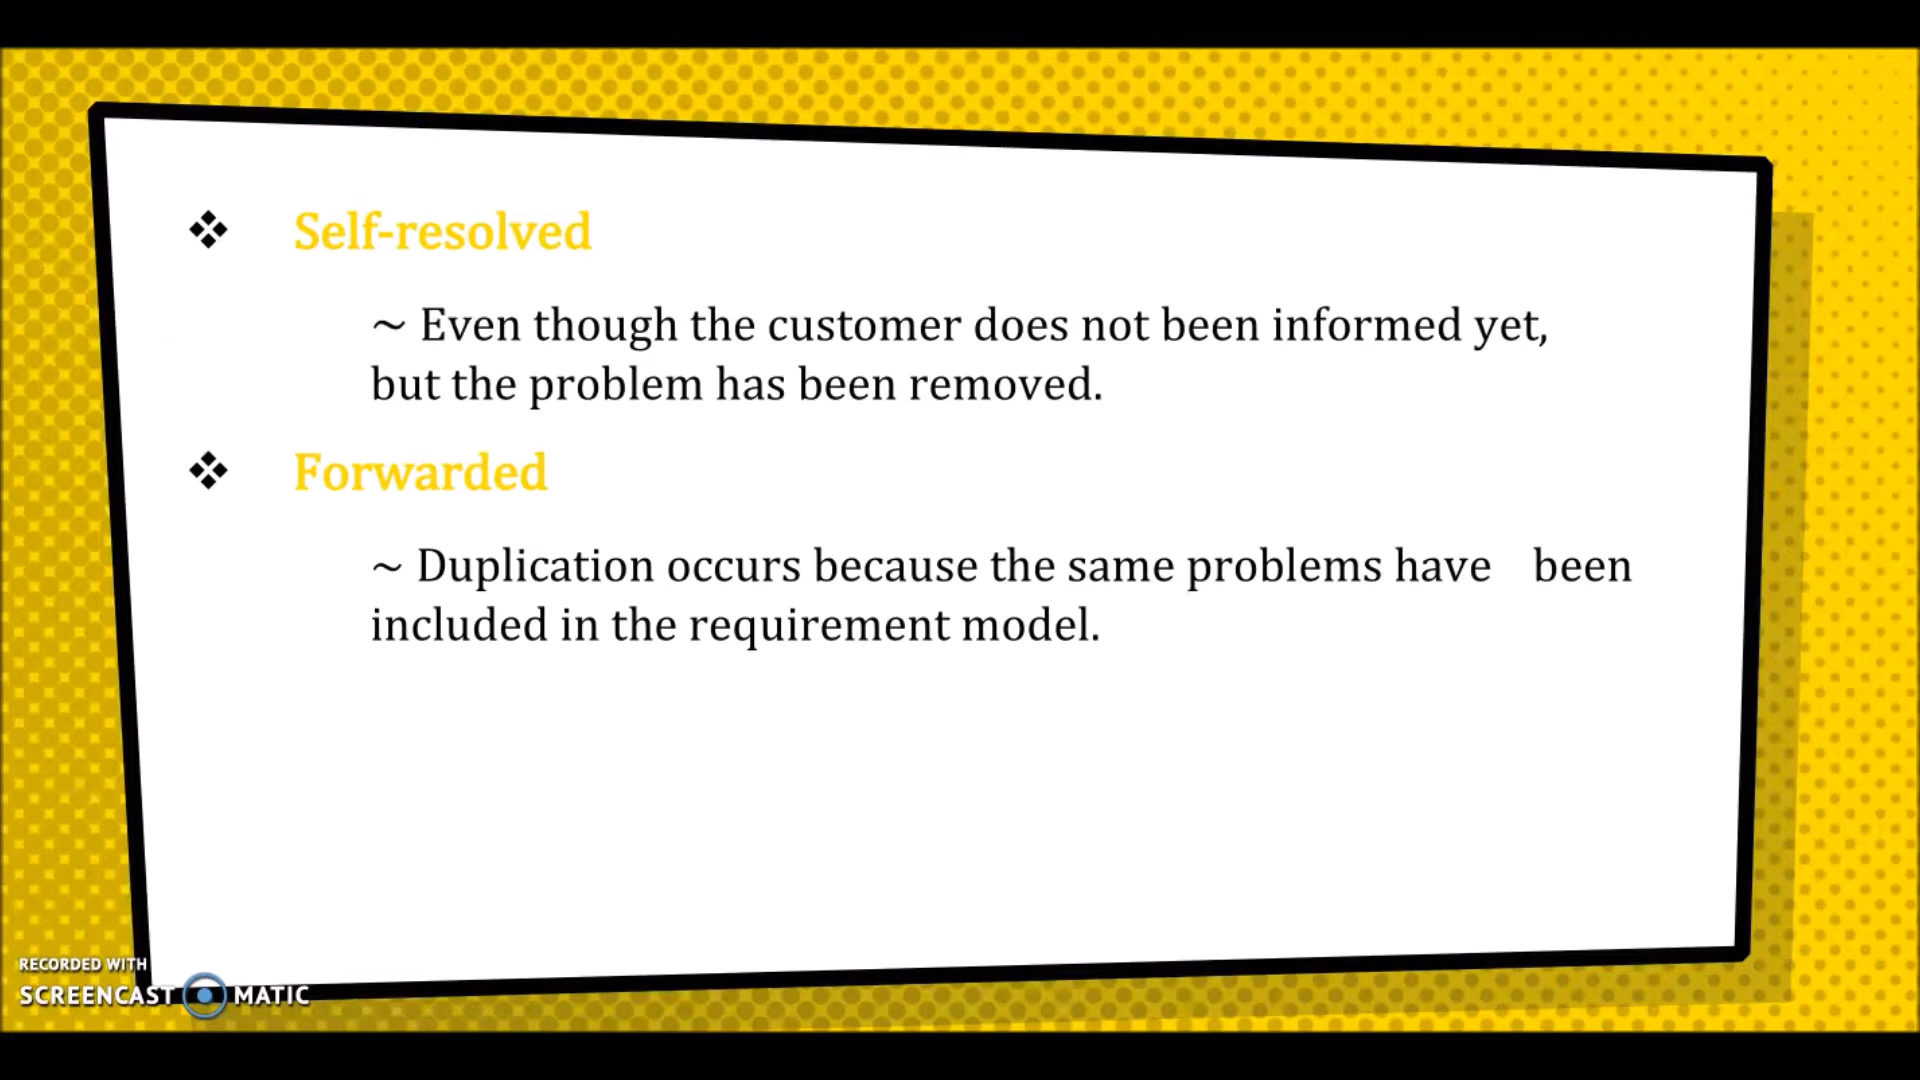 ❖ Self-resolved
~ Even though the customer does not been informed yet,
but the problem has been removed.
❖ Forwarded
~ Duplication occurs because the same problems have been
included in the requirement model.
RECORDED WITH
SCREENCAST MATIC